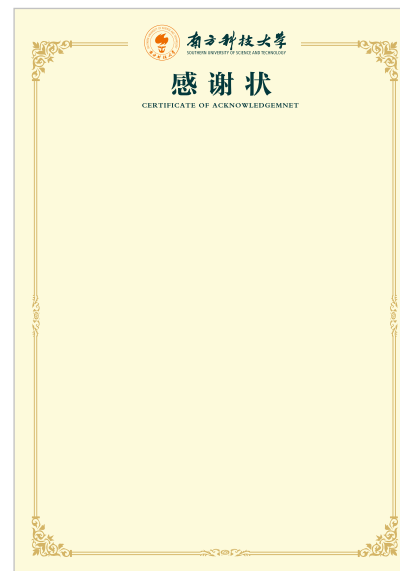 南方科技大学
SOUTHERN UNIVERSITY OF SCIENCE AND TECHNOLOGY
感谢状
CERTIFICATE OF ACKNOWLEDGEMNET